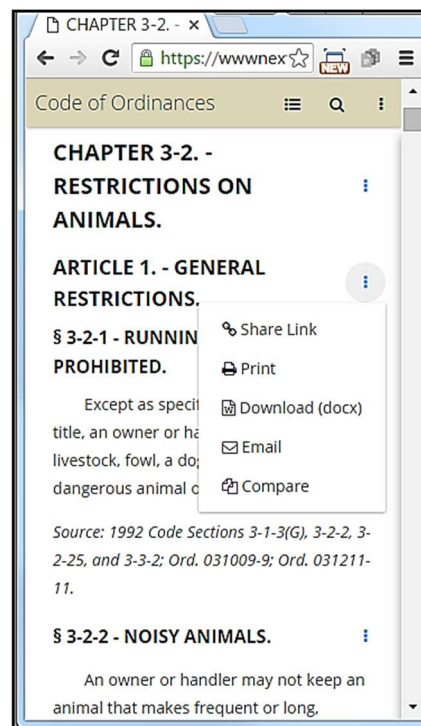 CHAPTER 3-2. -
https://wwwnex
NEW
Code of Ordinances
CHAPTER 3-2. -
RESTRICTIONS ON
ANIMALS.
ARTICLE 1. - GENERAL
RESTRICTIONS.
§ 3-2-1 - RUNNIN
PROHIBITED.
Share Link
Print
Download (docx)
Email
Compare
Except as specif
title, an owner or ha
livestock, fowl, a do
dangerous animal o
Source: 1992 Code Sections 3-1-3(G), 3-2-2, 3-
2-25, and 3-3-2; Ord. 031009-9; Ord. 031211-
11.
§ 3-2-2 - NOISY ANIMALS.
An owner or handler may not keep an
animal that makes frequent or long,